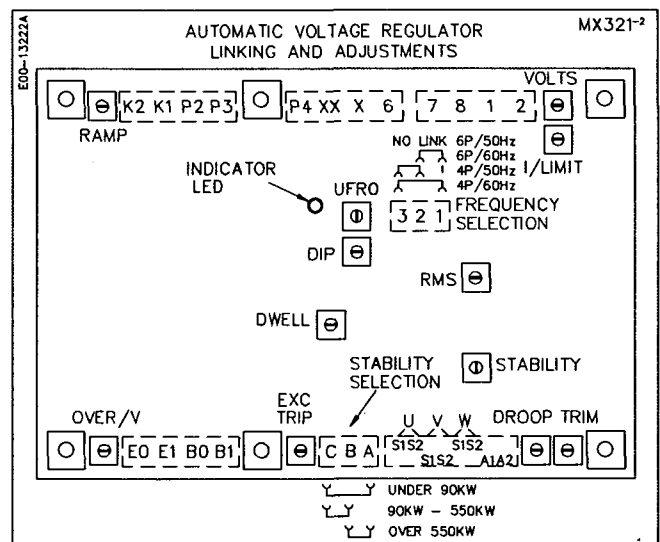 E00-13222A
AUTOMATIC VOLTAGE REGULATOR
LINKING AND ADJUSTMENTS
MX321-2
VOLTS
K2 K1 P2 P3
P4 XX X 6
7 8 1 2
RAMP
NO LINK 6P/50Hz
6P/60Hz
4P/50Hz
4P/60Hz
I/LIMIT
INDICATOR
LED
UFRO
3 2 1
FREQUENCY
SELECTION
DIP
RMS
DWELL
STABILITY
SELECTION
STABILITY
OVER/V
EXC
TRIP
U V W
DROOP TRIM
E0 E1 B0 B1
C B A
S1S2 S1S2
S1S2 A1A2
UNDER 90KW
90KW - 550KW
OVER 550KW